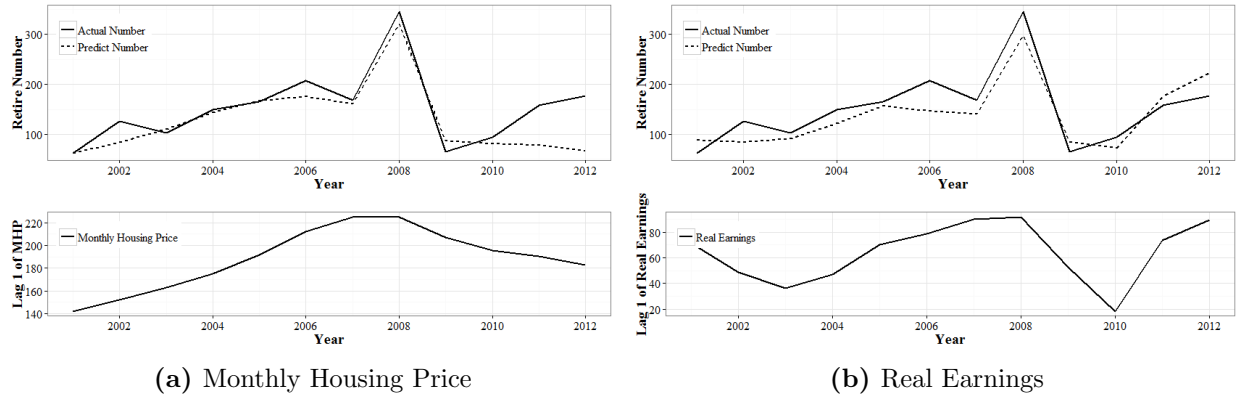 Retire Number
300
200
100
Actual Number
Predict Number
2002 2004 2006 2008 2010 2012
Year
Lag 1 of MHP
220
200
180
160
140
Monthly Housing Price
2002 2004 2006 2008 2010 2012
Year
(a) Monthly Housing Price
Retire Number
300
200
100
Actual Number
Predict Number
2002 2004 2006 2008 2010 2012
Year
Lag 1 of Real Earnings
80
60
40
20
Real Earnings
2002 2004 2006 2008 2010 2012
Year
(b) Real Earnings